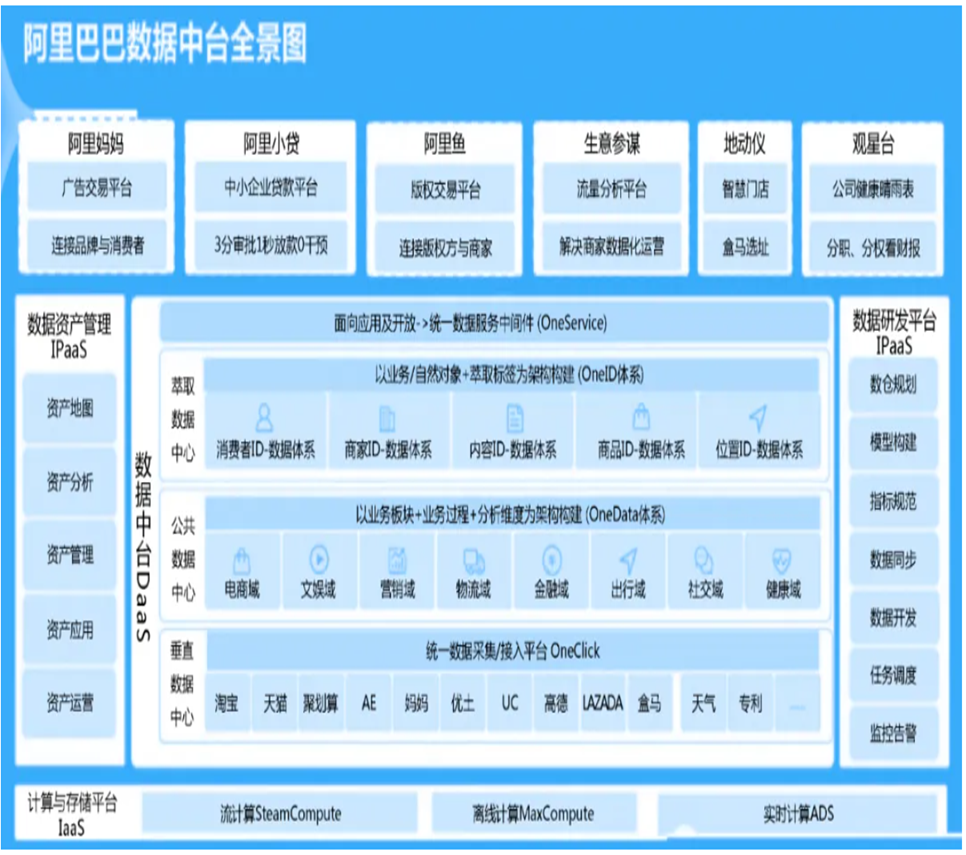 阿里巴巴数据中台全景图
阿里妈妈
广告交易平台
连接品牌与消费者
阿里小贷
中小企业贷款平台
3分审批1秒放款0干预
阿里鱼
版权交易平台
连接版权方与商家
生意参谋
流量分析平台
解决商家数据化运营
地动仪
智慧门店
盒马选址
观星台
公司健康晴雨表
分职、分权看财报
数据资产管理
IPaaS
资产地图
资产分析
资产管理
资产应用
资产运营
数据中台DaaS
面向应用及开放->统一数据服务中间件 (OneService)
萃取
数据
中心
以业务/自然对象+萃取标签为架构构建 (OneID体系)
消费者ID-数据体系
商家ID-数据体系
内容ID-数据体系
商品ID-数据体系
位置ID-数据体系
公共
数据
中心
以业务板块+业务过程+分析维度为架构构建 (OneData体系)
电商域
文娱域
营销域
物流域
金融域
出行域
社交域
健康域
垂直
数据
中心
统一数据采集/接入平台 OneClick
淘宝
天猫
聚划算
AE
妈妈
优土
UC
高德
LAZADA
盒马
天气
专利
......
数据研发平台
IPaaS
数仓规划
模型构建
指标规范
数据同步
数据开发
任务调度
监控告警
计算与存储平台
IaaS
流计算SteamCompute
离线计算MaxCompute
实时计算ADS